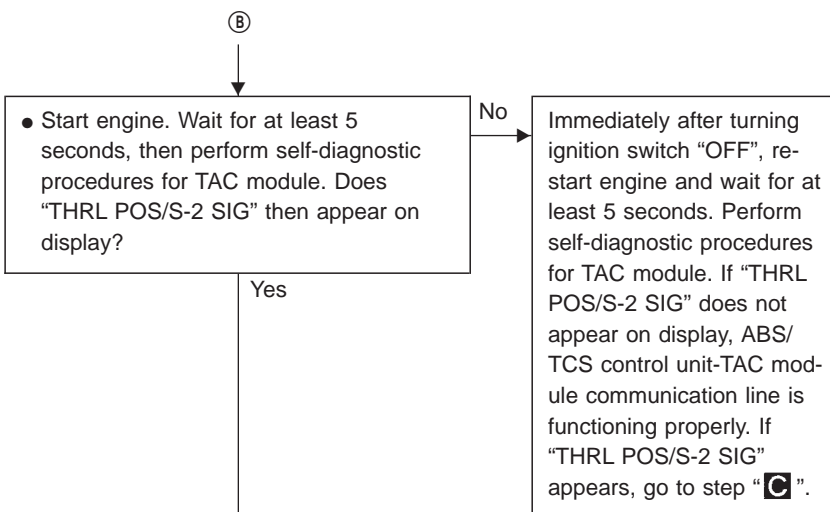 Ⓑ
● Start engine. Wait for at least 5
seconds, then perform self-diagnostic
procedures for TAC module. Does
“THRL POS/S-2 SIG” then appear on
display?
No
Immediately after turning
ignition switch “OFF”, re-
start engine and wait for at
least 5 seconds. Perform
self-diagnostic procedures
for TAC module. If “THRL
POS/S-2 SIG” does not
appear on display, ABS/
TCS control unit-TAC mod-
ule communication line is
functioning properly. If
“THRL POS/S-2 SIG”
appears, go to step “ C ”.
Yes